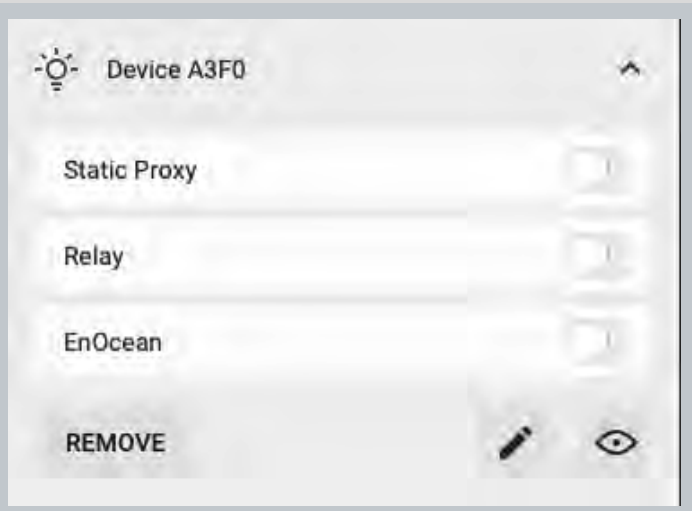 Device A3F0
Static Proxy
Relay
EnOcean
REMOVE